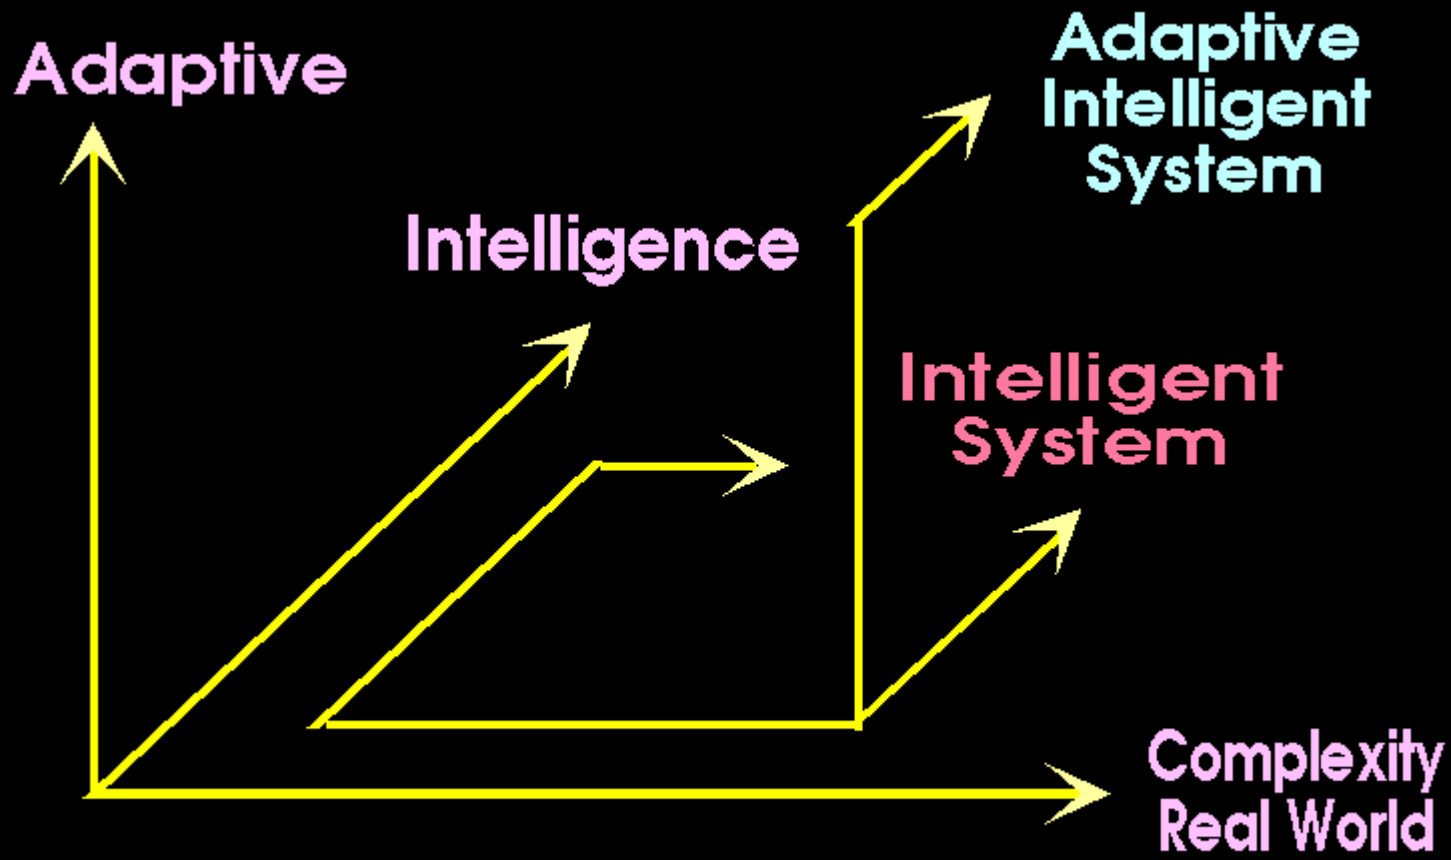 Adaptive
Adaptive
Intelligent
System
Intelligence
Intelligent
System
Complexity
Real World